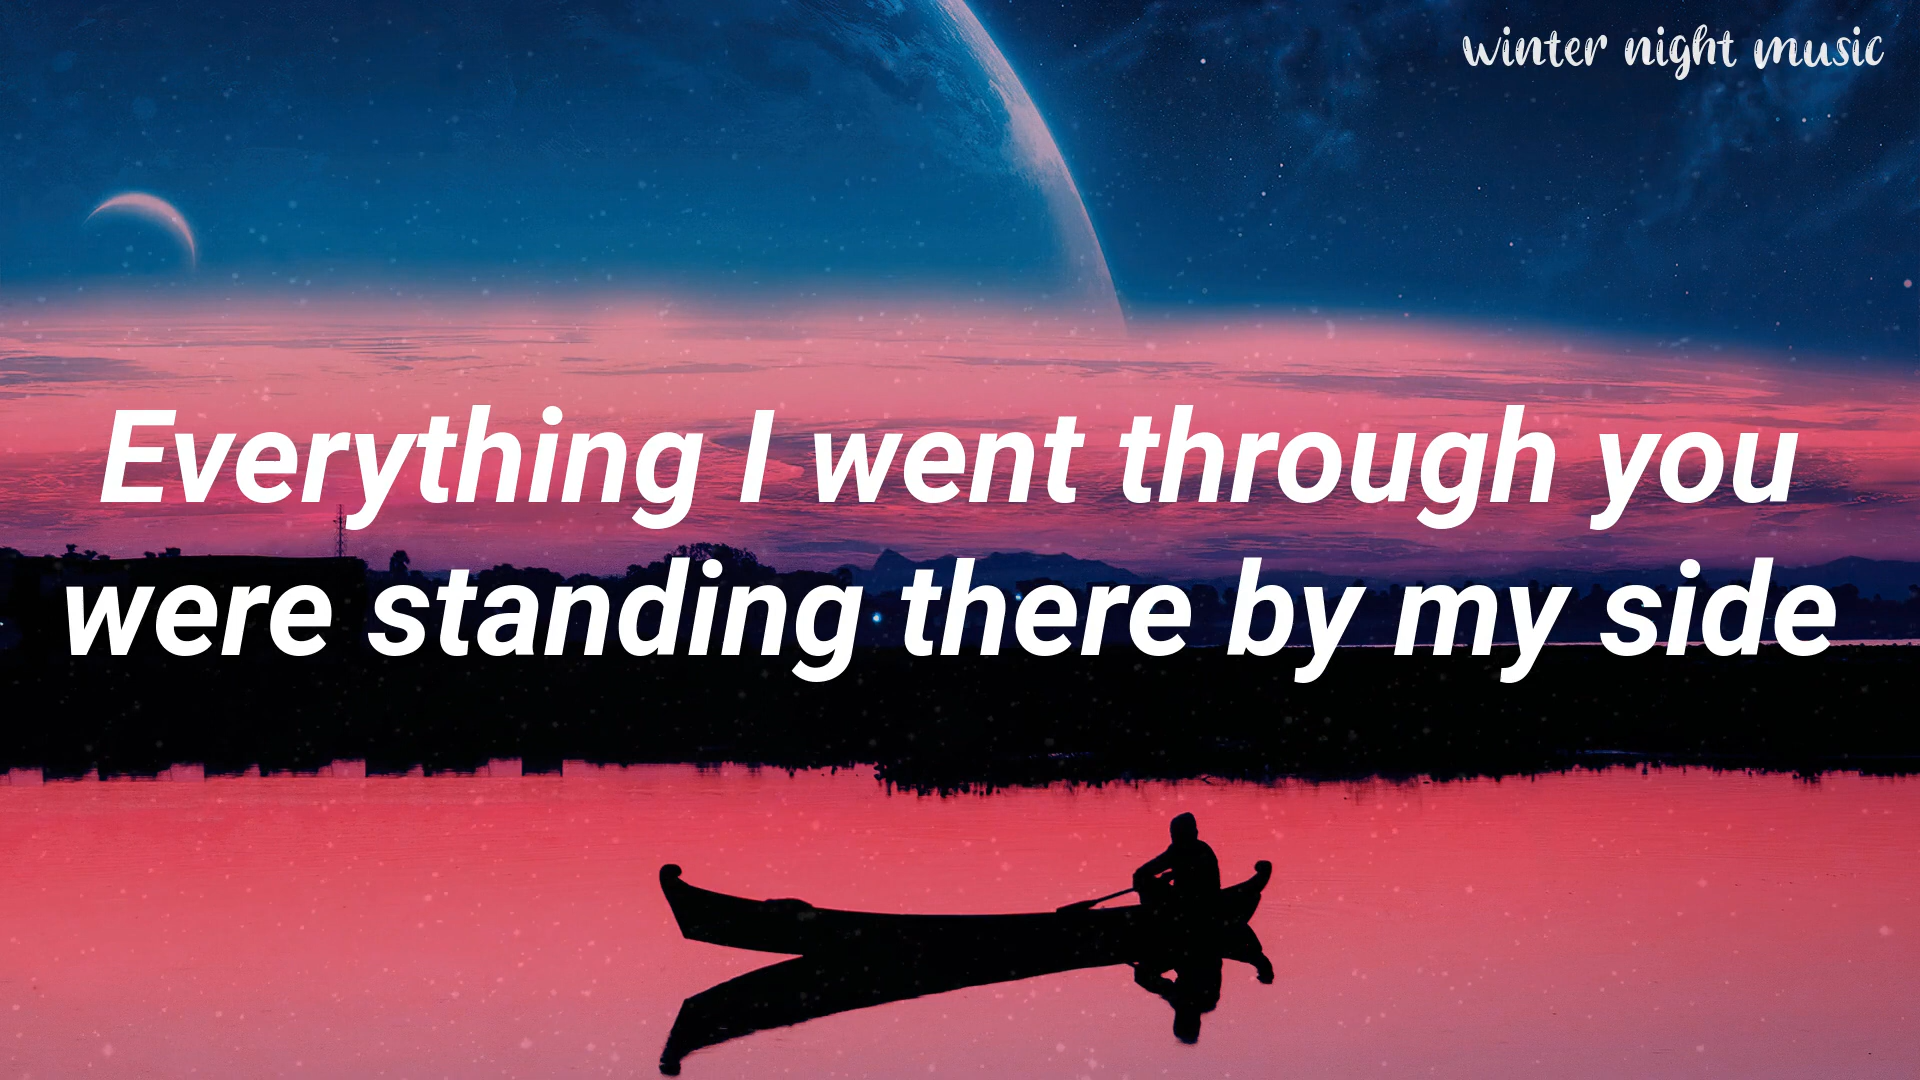 winter night music
Everything I went through you
were standing there by my side